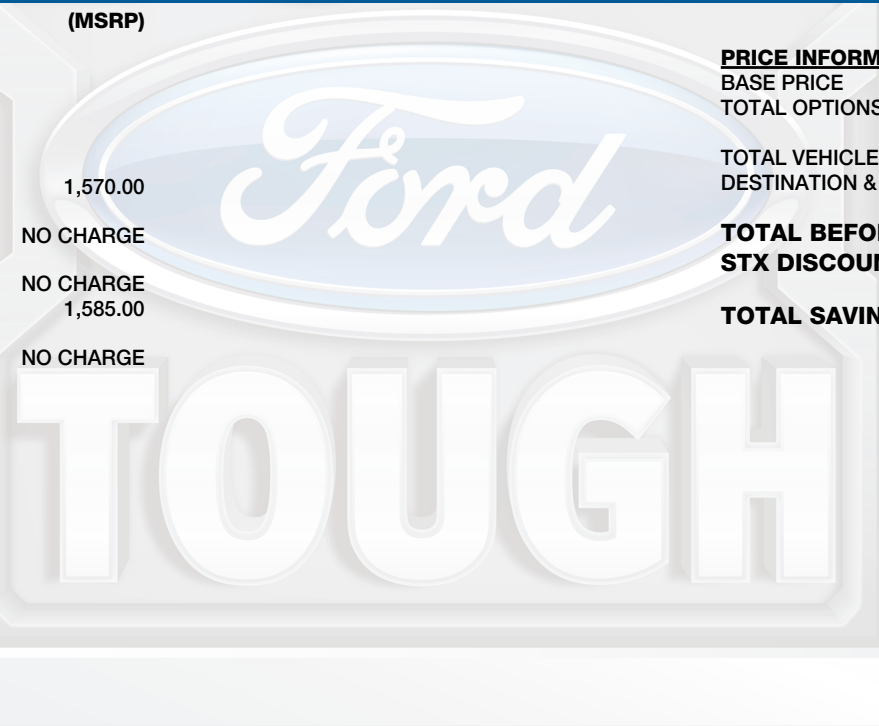 (MSRP)
1,570.00
NO CHARGE
NO CHARGE
1,585.00
NO CHARGE
PRICE INFORM
BASE PRICE
TOTAL OPTIONS
TOTAL VEHICLE
DESTINATION &
TOTAL BEFO
STX DISCOU
TOTAL SAVIN
Ford
TOUGH